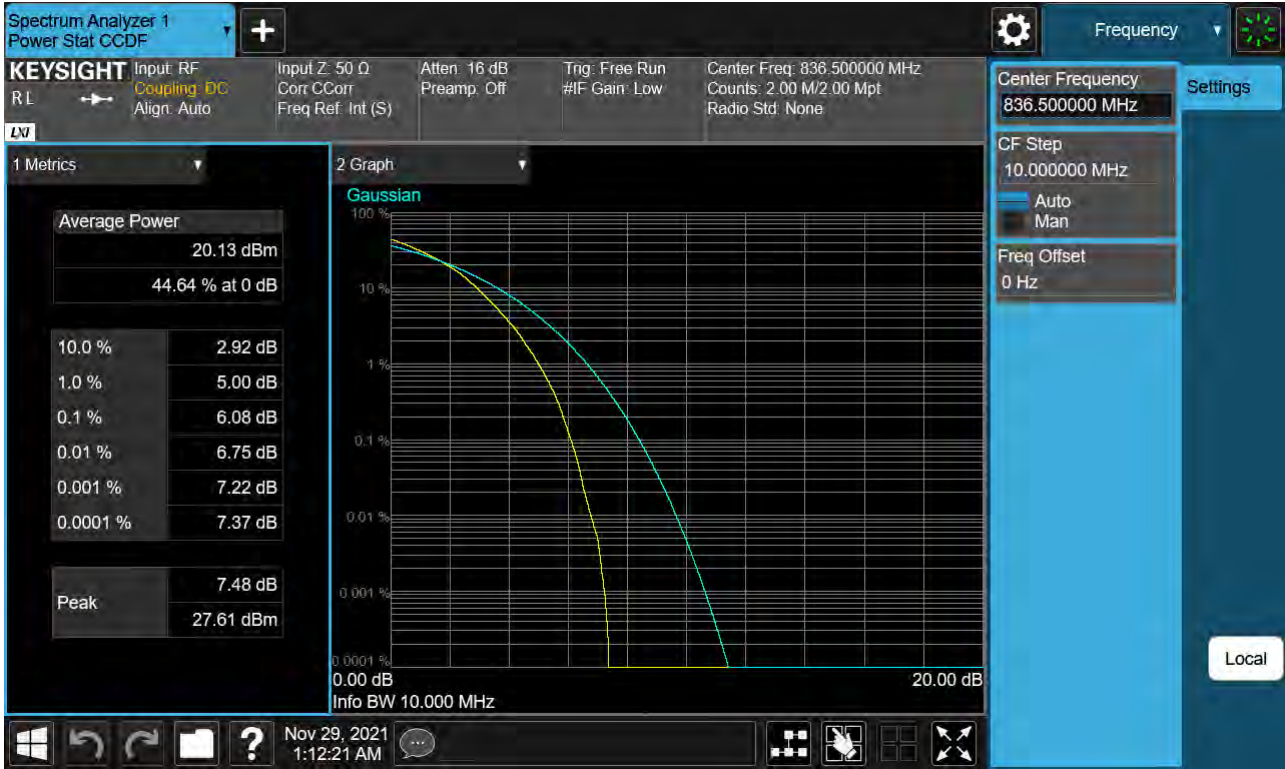 Spectrum Analyzer 1
Power Stat CCDF
Frequency
KEYSIGHT
R L
LXI
Input: RF
Coupling: DC
Align: Auto
Input Z: 50 Ω
Corr CCorr
Freq Ref: Int (S)
Atten: 16 dB
Preamp: Off
Trig: Free Run
#IF Gain: Low
Center Freq: 836.500000 MHz
Counts: 2.00 M/2.00 Mpt
Radio Std: None
Center Frequency
836.500000 MHz
Settings
CF Step
10.000000 MHz
Auto
Man
Freq Offset
0 Hz
Local
1 Metrics
Average Power
20.13 dBm
44.64 % at 0 dB
10.0 % 2.92 dB
1.0 % 5.00 dB
0.1 % 6.08 dB
0.01 % 6.75 dB
0.001 % 7.22 dB
0.0001 % 7.37 dB
Peak
7.48 dB
27.61 dBm
2 Graph
Gaussian
100 %
10 %
1 %
0.1 %
0.01 %
0.001 %
0.0001 %
0.00 dB 20.00 dB
Info BW 10.000 MHz
?
Nov 29, 2021
1:12:21 AM